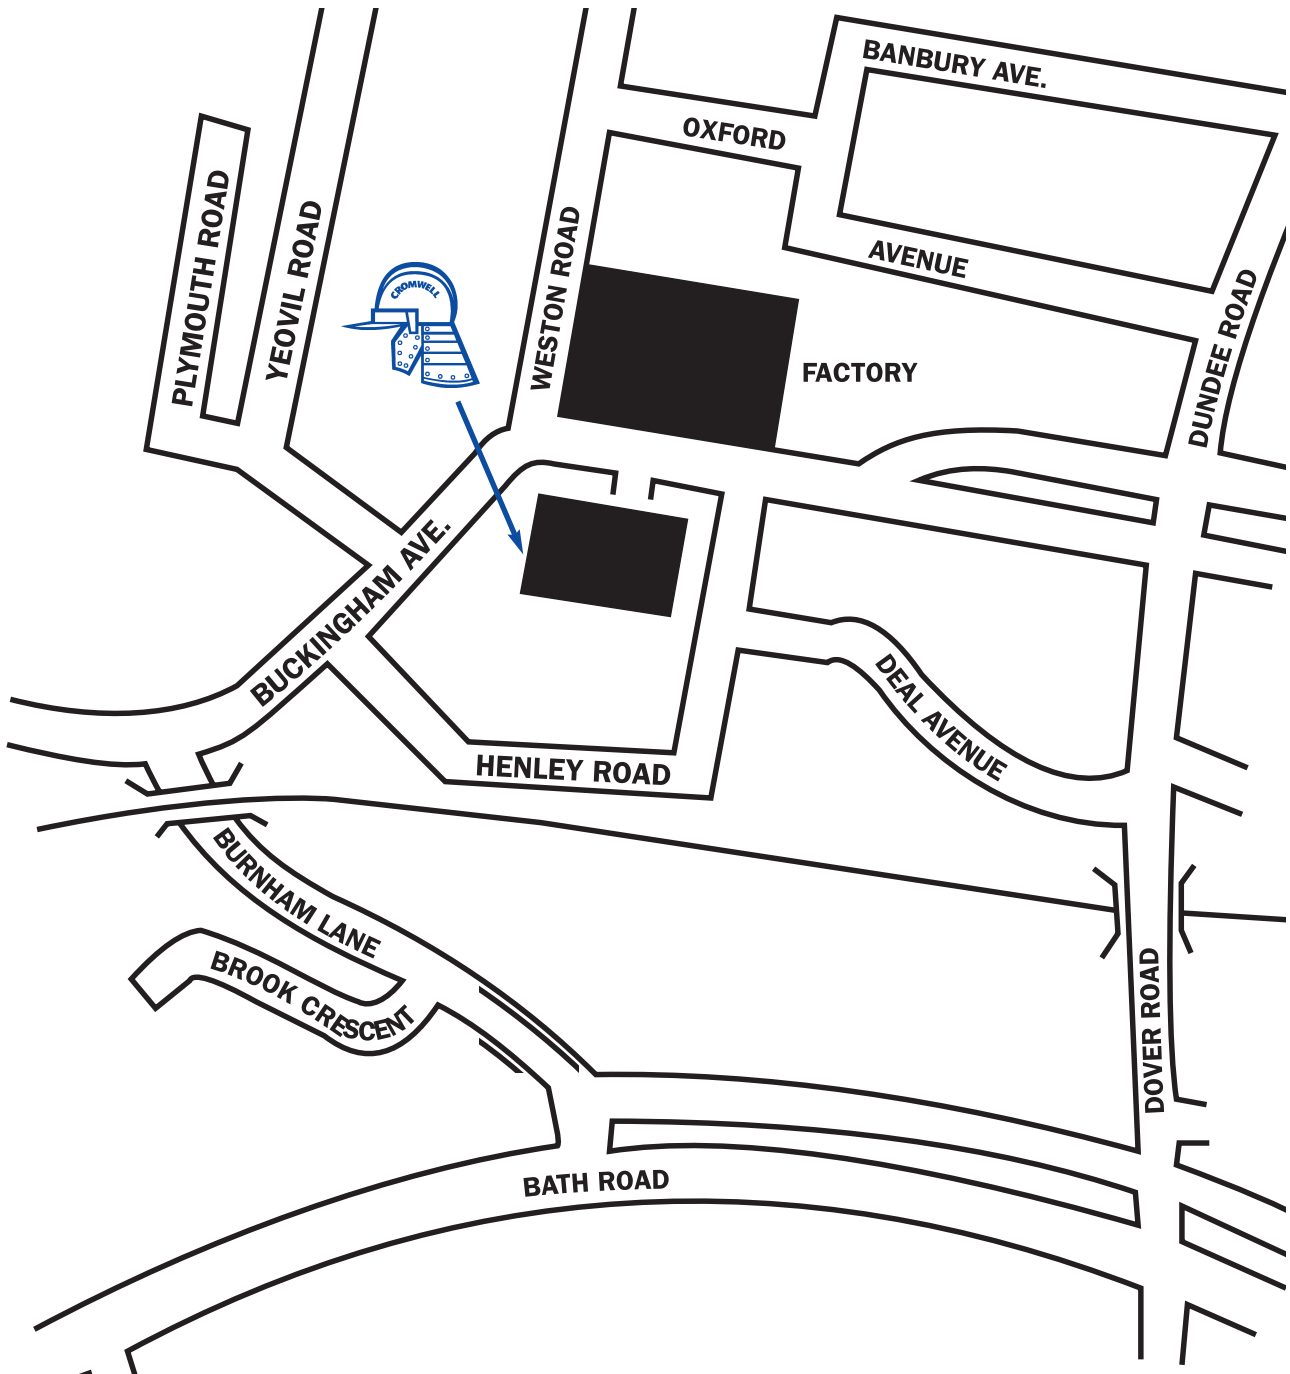 BANBURY AVE.
OXFORD
AVENUE
PLYMOUTH ROAD
YEOVIL ROAD
WESTON ROAD
CROMWELL
DUNDEE ROAD
FACTORY
BUCKINGHAM AVE.
DEAL AVENUE
HENLEY ROAD
BURNHAM LANE
BROOK CRESCENT
DOVER ROAD
BATH ROAD